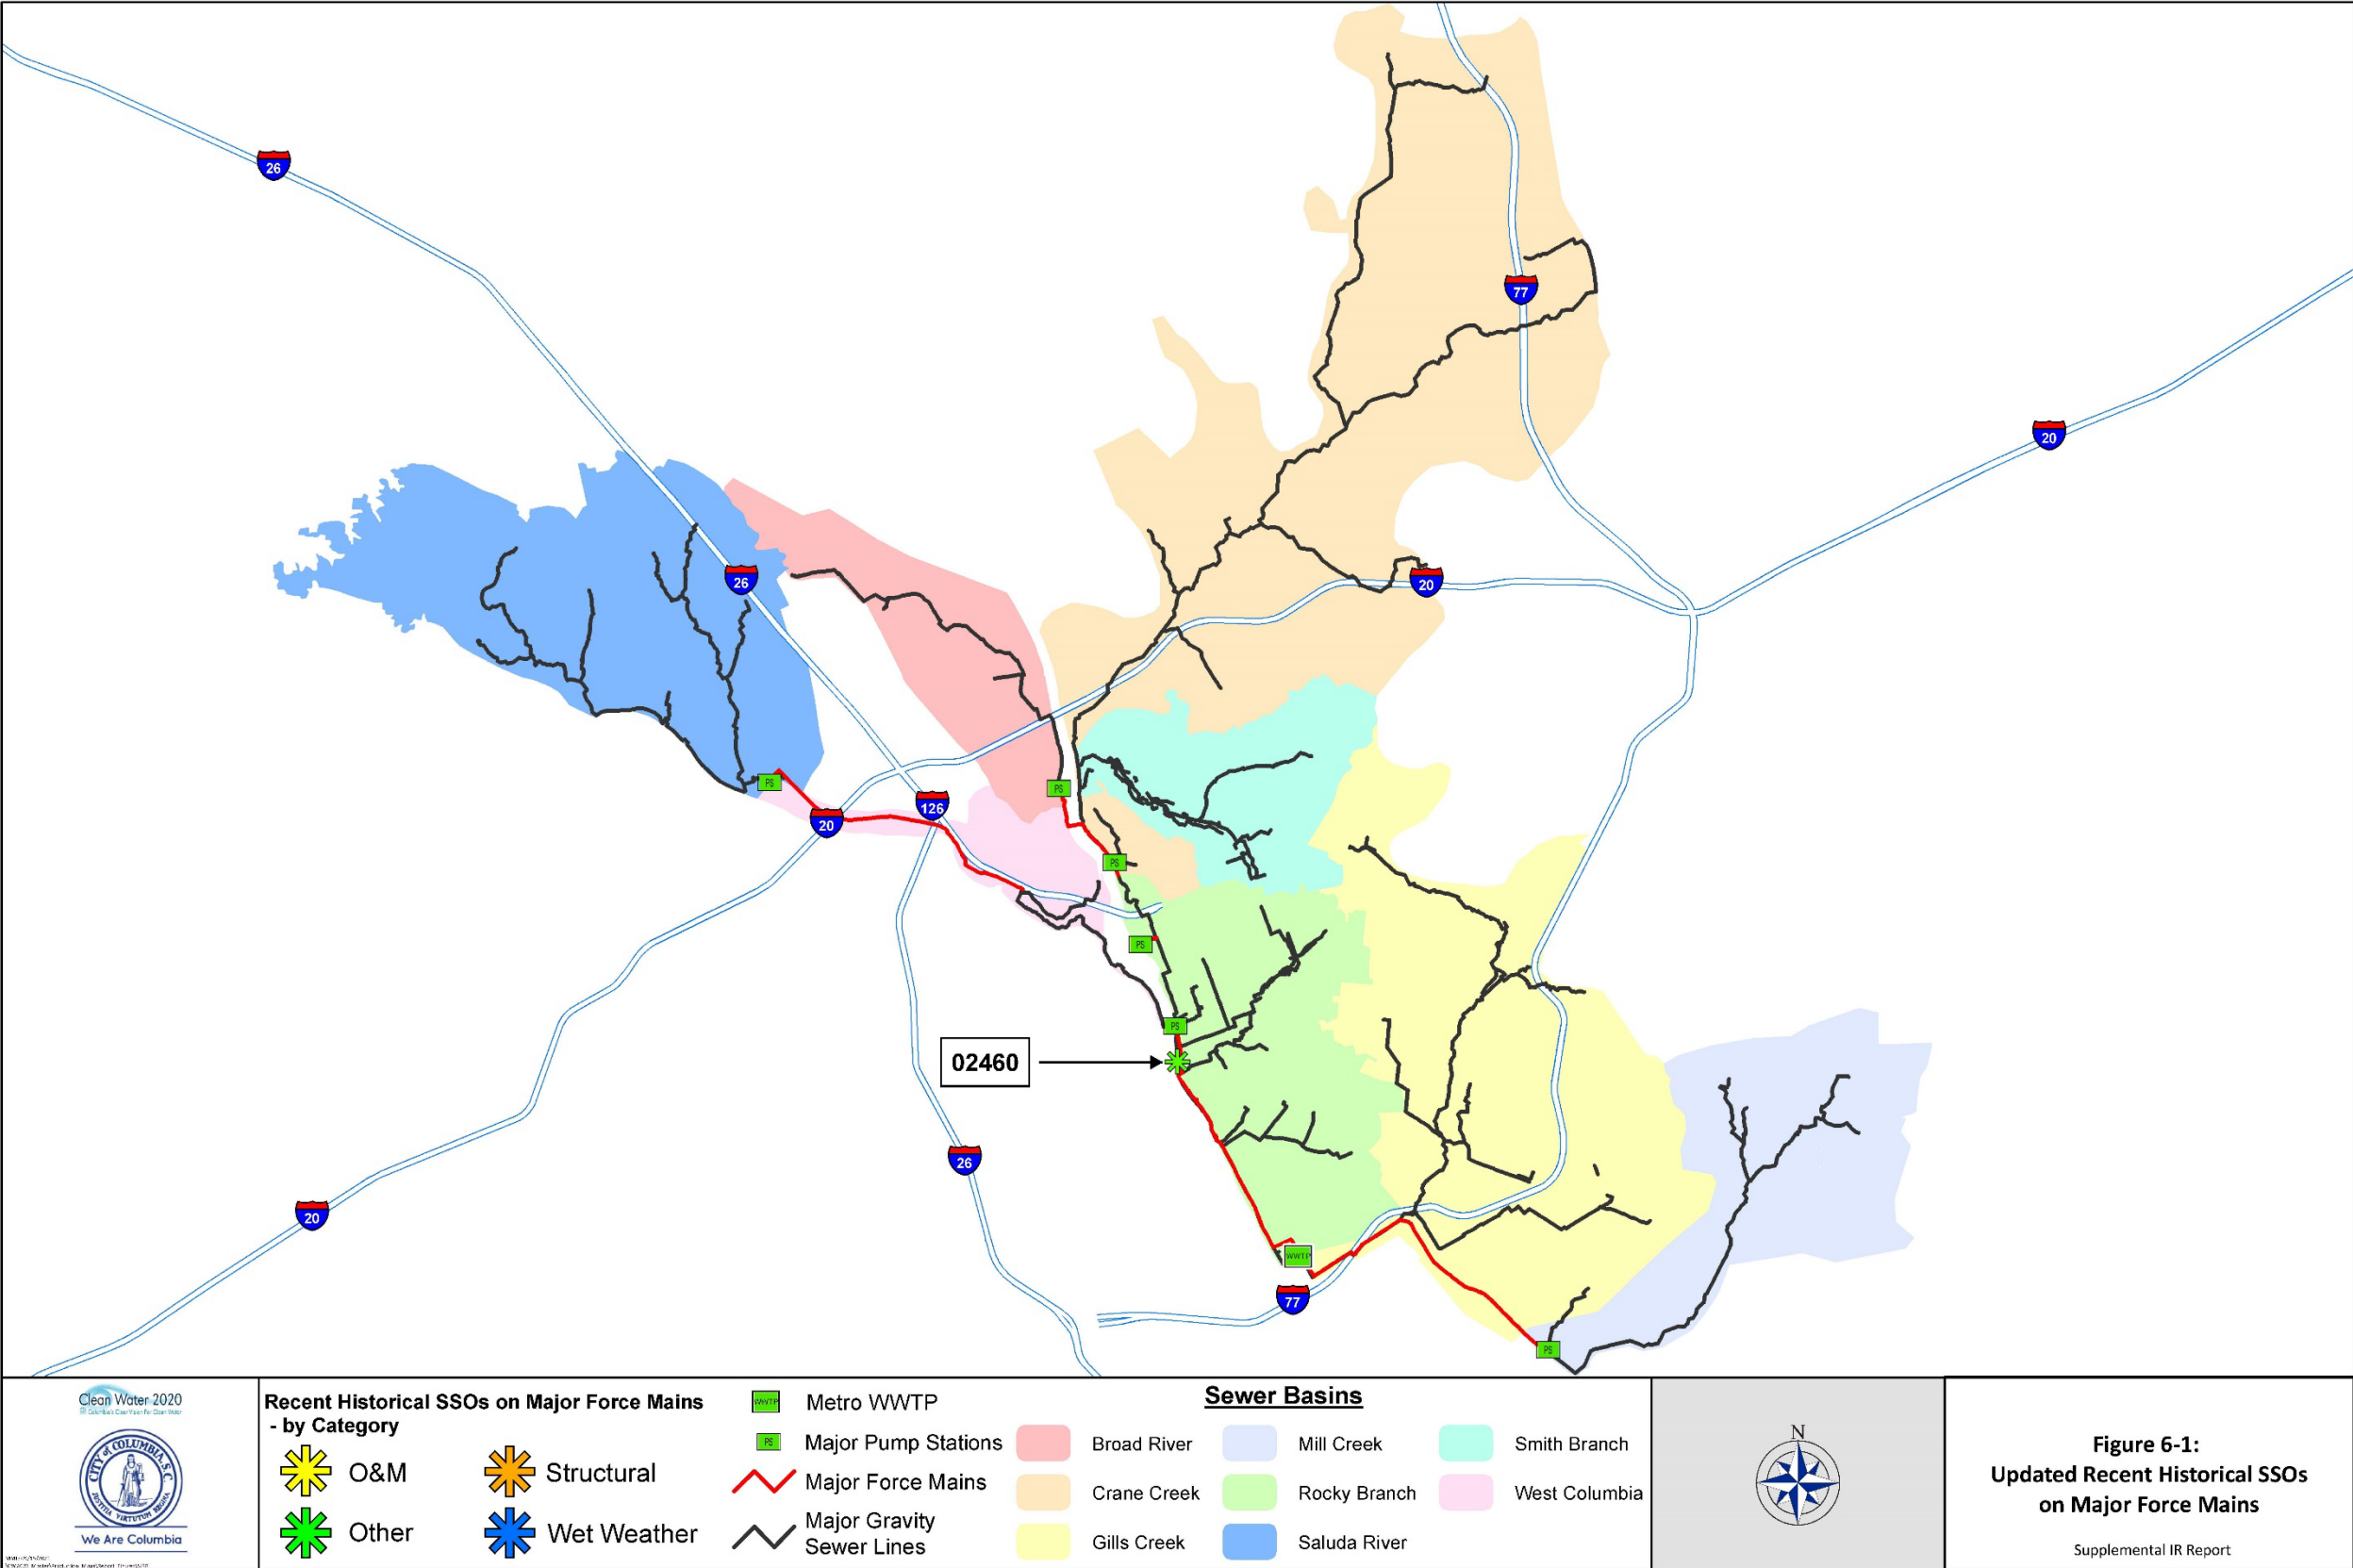 26
77
20
26
20
PS
PS
126
20
PS
PS
PS
02460
26
20
WWTP
77
PS
Clean Water 2020
CITY of COLUMBIA, S.C.
JUSTITIA VIRTUTUM REGINA
We Are Columbia
Recent Historical SSOs on Major Force Mains
- by Category
O&M
Structural
Other
Wet Weather
WWTP
Metro WWTP
PS
Major Pump Stations
Major Force Mains
Major Gravity
Sewer Lines
Sewer Basins
Broad River
Mill Creek
Smith Branch
Crane Creek
Rocky Branch
West Columbia
Gills Creek
Saluda River
N
Figure 6-1:
Updated Recent Historical SSOs
on Major Force Mains
Supplemental IR Report